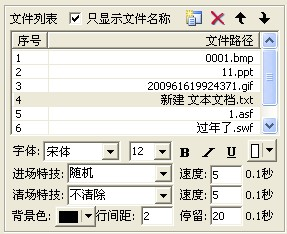 文件列表 只显示文件名称
序号 文件路径
1 0001.bmp
2 11.ppt
3 200961619924371.gif
4 新建 文本文档.txt
5 1.asf
6 过年了.swf
字体: 宋体 12 B I U
进场特技: 随机 速度: 5 0.1秒
清场特技: 不清除 速度: 5 0.1秒
背景色: 行间距: 2 停留: 20 0.1秒